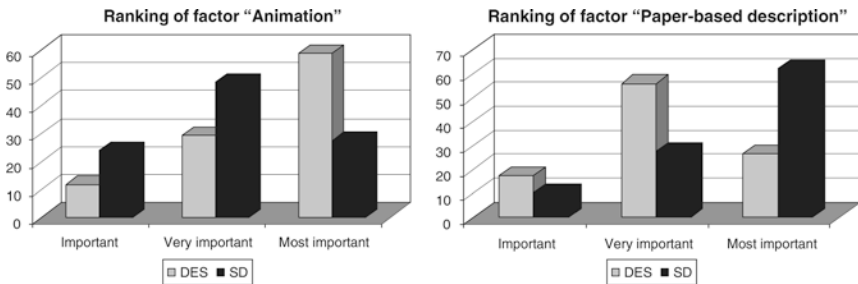 Ranking of factor “Animation”
60
50
40
30
20
10
0
Important Very important Most important
DES SD
Ranking of factor “Paper-based description”
70
60
50
40
30
20
10
0
Important Very important Most important
DES SD